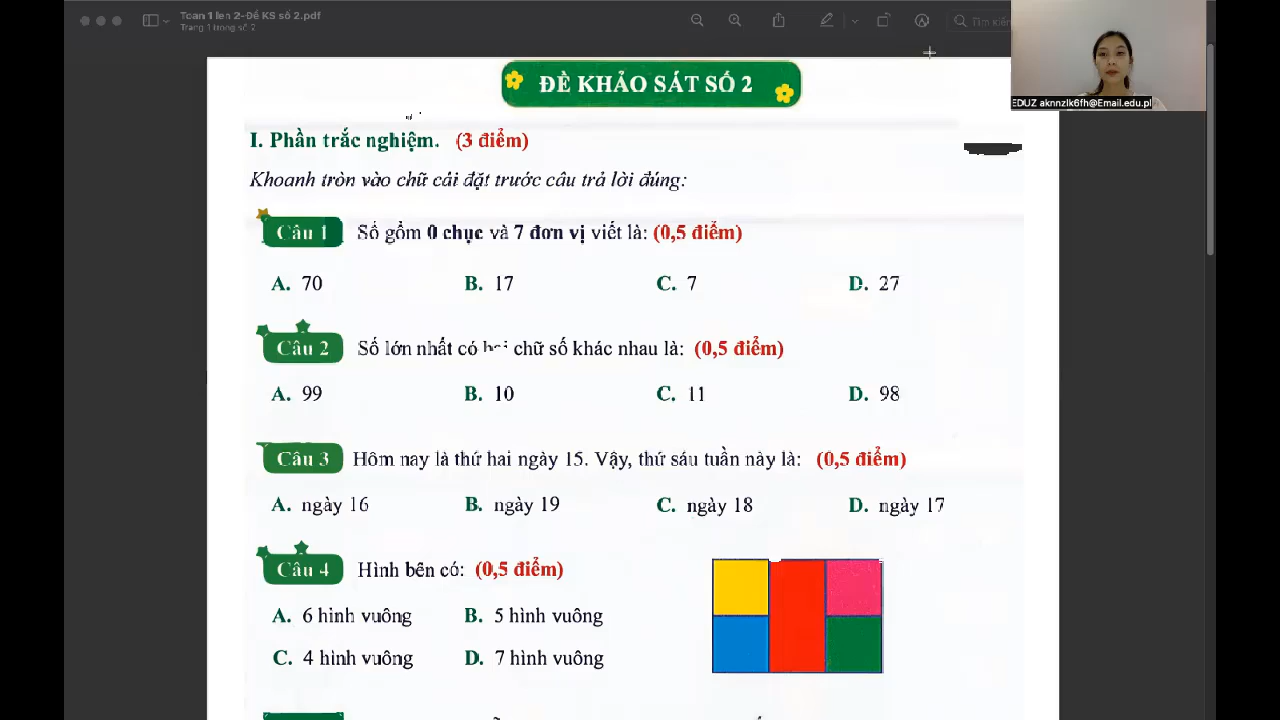 Toan 1 len 2-Đề KS số 2.pdf
Trang 1 trong số 2
Tìm kiếm
EDUZ aknnzlk6fh@Email.edu.pl
ĐỀ KHẢO SÁT SỐ 2
I. Phần trắc nghiệm. (3 điểm)
Khoanh tròn vào chữ cái đặt trước câu trả lời đúng:
Câu 1 Số gồm 0 chục và 7 đơn vị viết là: (0,5 điểm)
A. 70 B. 17 C. 7 D. 27
Câu 2 Số lớn nhất có hai chữ số khác nhau là: (0,5 điểm)
A. 99 B. 10 C. 11 D. 98
Câu 3 Hôm nay là thứ hai ngày 15. Vậy, thứ sáu tuần này là: (0,5 điểm)
A. ngày 16 B. ngày 19 C. ngày 18 D. ngày 17
Câu 4 Hình bên có: (0,5 điểm)
A. 6 hình vuông B. 5 hình vuông
C. 4 hình vuông D. 7 hình vuông